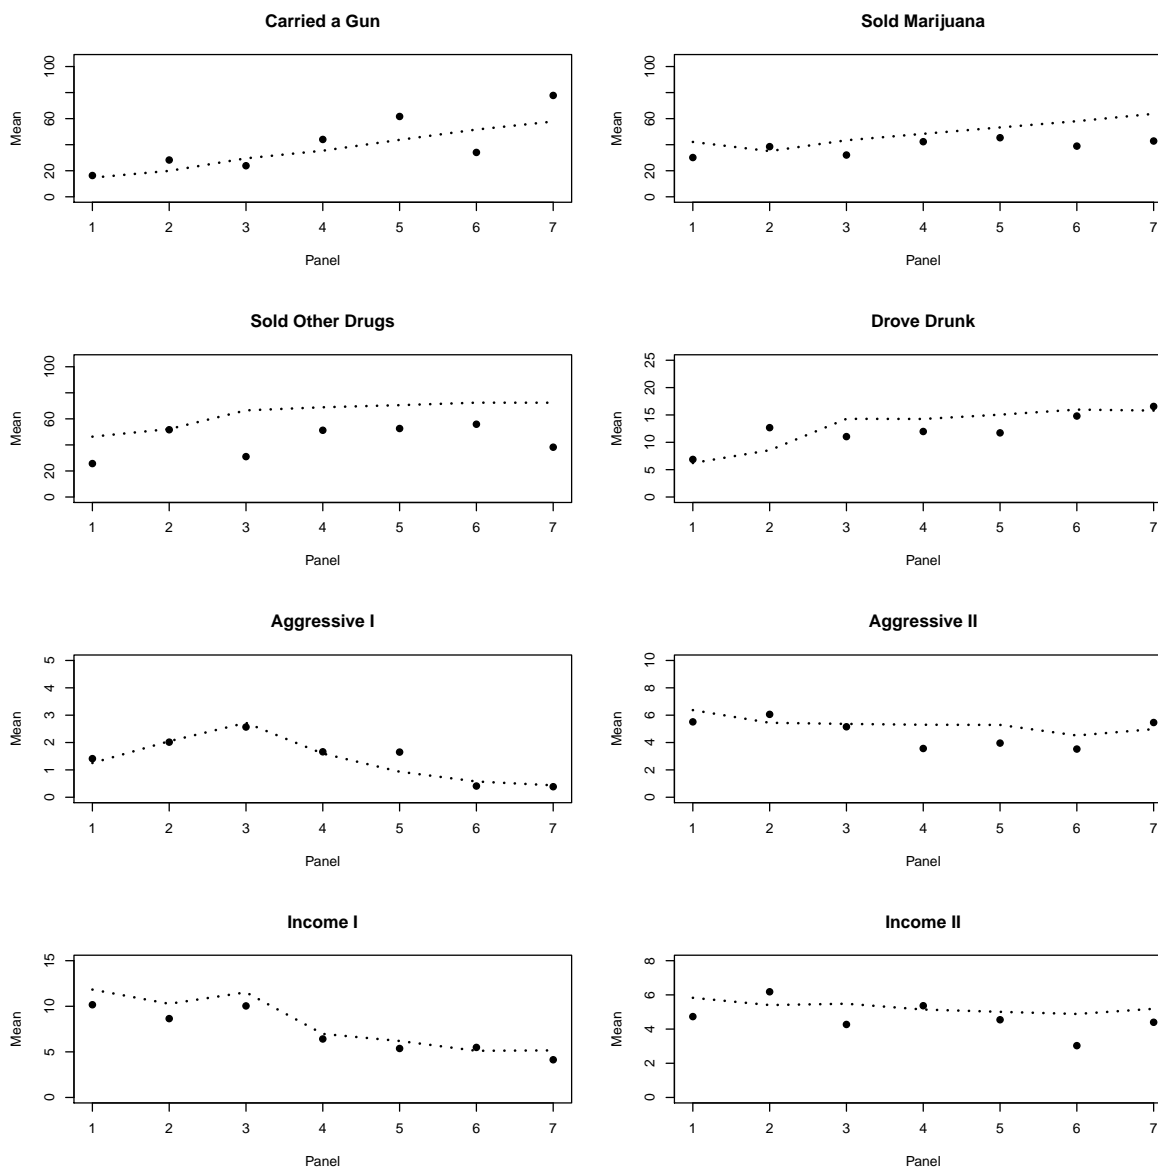 Carried a Gun
Mean
0 20 60 100
1 2 3 4 5 6 7
Panel
Sold Marijuana
Mean
0 20 60 100
1 2 3 4 5 6 7
Panel
Sold Other Drugs
Mean
0 20 60 100
1 2 3 4 5 6 7
Panel
Drove Drunk
Mean
0 5 10 15 20 25
1 2 3 4 5 6 7
Panel
Aggressive I
Mean
0 1 2 3 4 5
1 2 3 4 5 6 7
Panel
Aggressive II
Mean
0 2 4 6 8 10
1 2 3 4 5 6 7
Panel
Income I
Mean
0 5 10 15
1 2 3 4 5 6 7
Panel
Income II
Mean
0 2 4 6 8
1 2 3 4 5 6 7
Panel